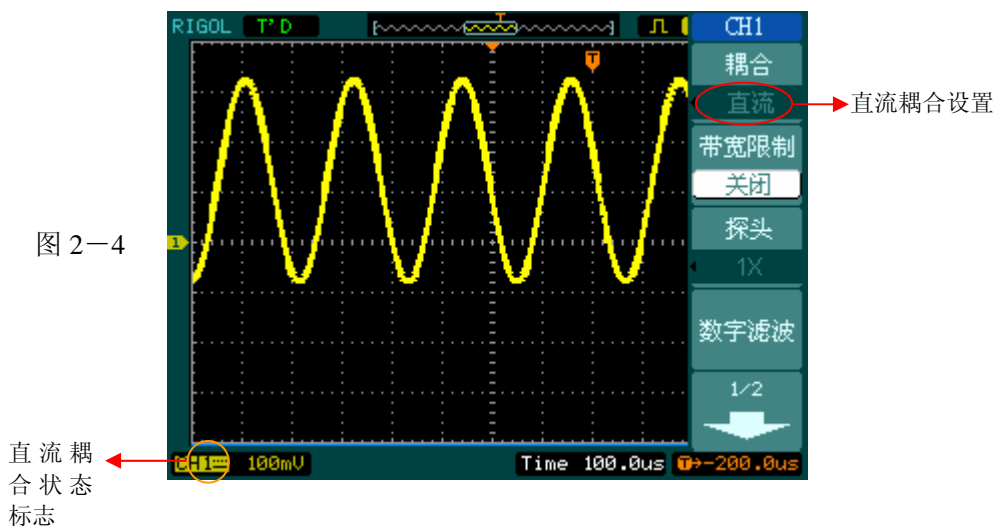 RIGOL T'D T CH1
耦合
直流
直流耦合设置
带宽限制
关闭
T
探头
1X
图 2－4
1
数字滤波
1/2
直流耦
合状态
标志
CH1 100mV Time 100.0us T→-200.0us